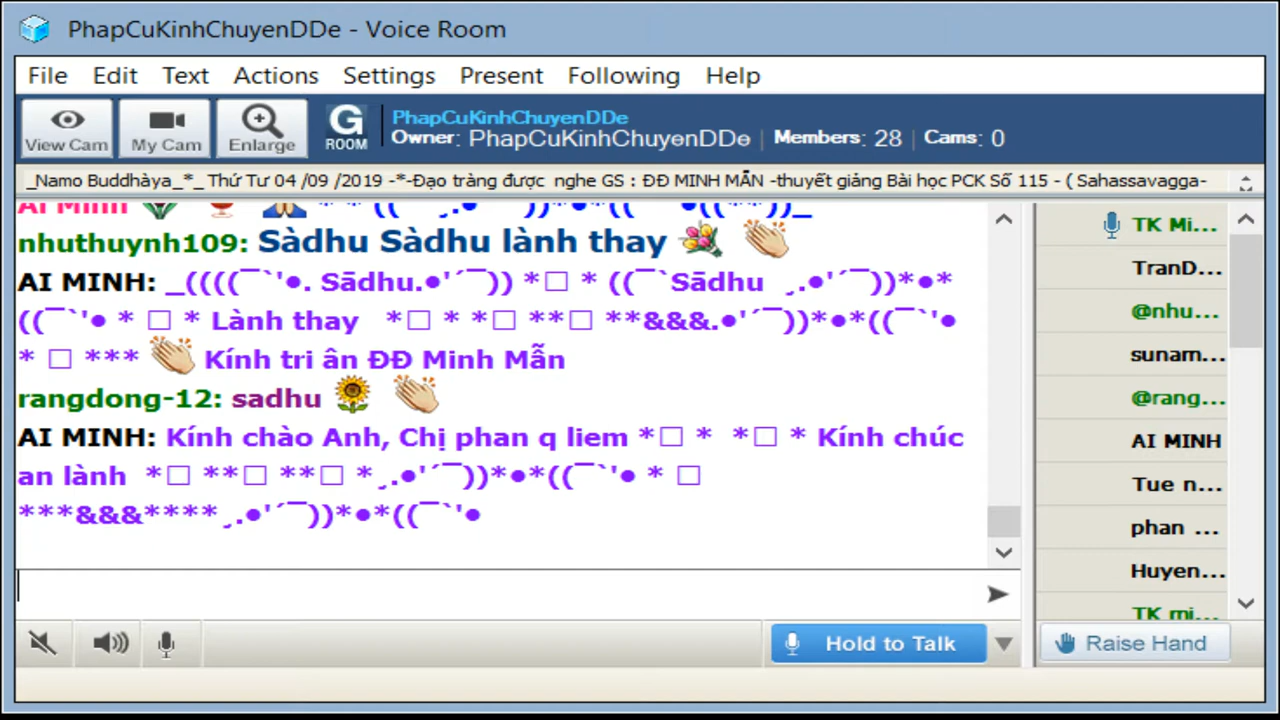 PhapCuKinhChuyenDDe - Voice Room
File Edit Text Actions Settings Present Following Help
View Cam My Cam Enlarge G ROOM
PhapCuKinhChuyenDDe
Owner: PhapCuKinhChuyenDDe | Members: 28 | Cams: 0
_Namo Buddhàya_*_ Thứ Tư 04 /09 /2019 -*-Đạo tràng được nghe GS : ĐĐ MINH MẪN -thuyết giảng Bài học PCK Số 115 - ( Sahassavagga-
nhuthuynh109: Sàdhu Sàdhu lành thay
AI MINH: _((((¯`'●. Sādhu.●'´¯)) *□ * ((¯`Sādhu ¸.●'´¯))*●*
((¯`'● * □ * Lành thay *□ * *□ **□ **&&&.●'´¯))*●*((¯`'●
* □ *** Kính tri ân ĐĐ Minh Mẫn
rangdong-12: sadhu
AI MINH: Kính chào Anh, Chị phan q liem *□ * *□ * Kính chúc
an lành *□ **□ **□ *¸.●'´¯))*●*((¯`'● * □
***&&&****¸.●'´¯))*●*((¯`'●
TK Mi...
TranD...
@nhu...
sunam...
@rang...
AI MINH
Tue n...
phan ...
Huyen...
TK mi...
Hold to Talk
Raise Hand